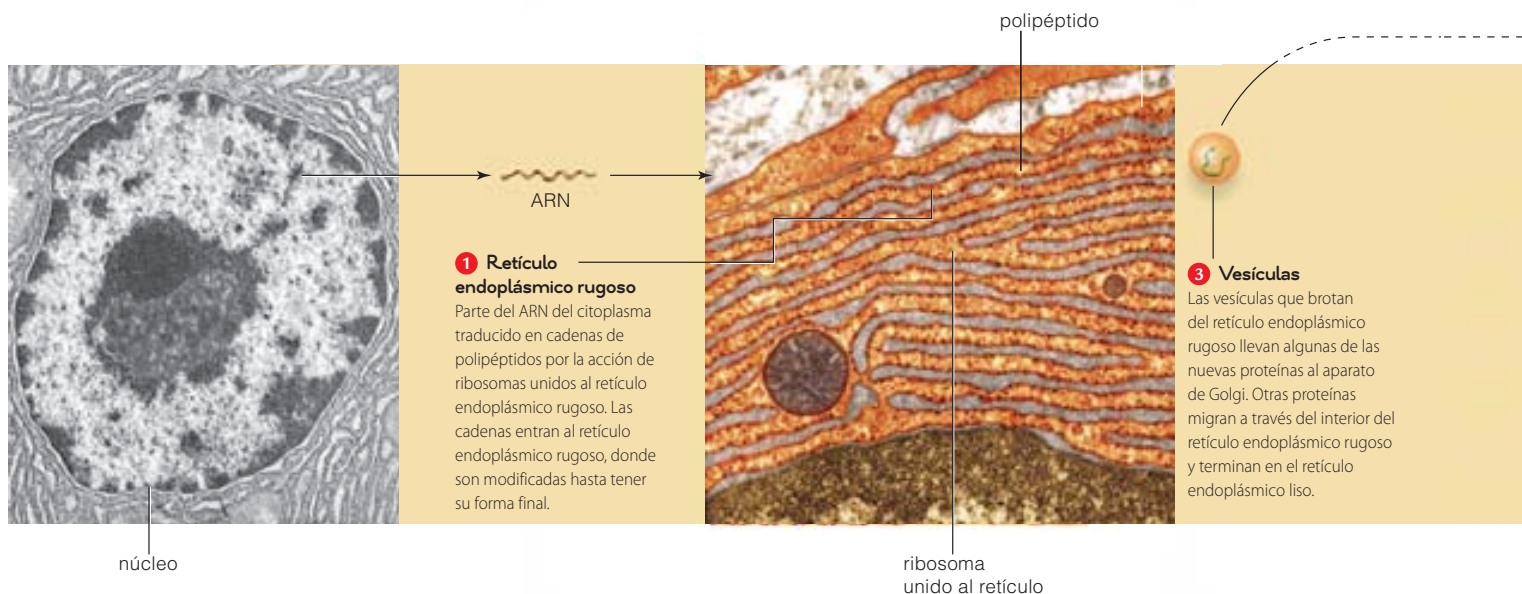 polipéptido
ARN
1 Retículo
endoplásmico rugoso
Parte del ARN del citoplasma
traducido en cadenas de
polipéptidos por la acción de
ribosomas unidos al retículo
endoplásmico rugoso. Las
cadenas entran al retículo
endoplásmico rugoso, donde
son modificadas hasta tener
su forma final.
3 Vesículas
Las vesículas que brotan
del retículo endoplásmico
rugoso llevan algunas de las
nuevas proteínas al aparato
de Golgi. Otras proteínas
migran a través del interior del
retículo endoplásmico rugoso
y terminan en el retículo
endoplásmico liso.
núcleo
ribosoma
unido al retículo